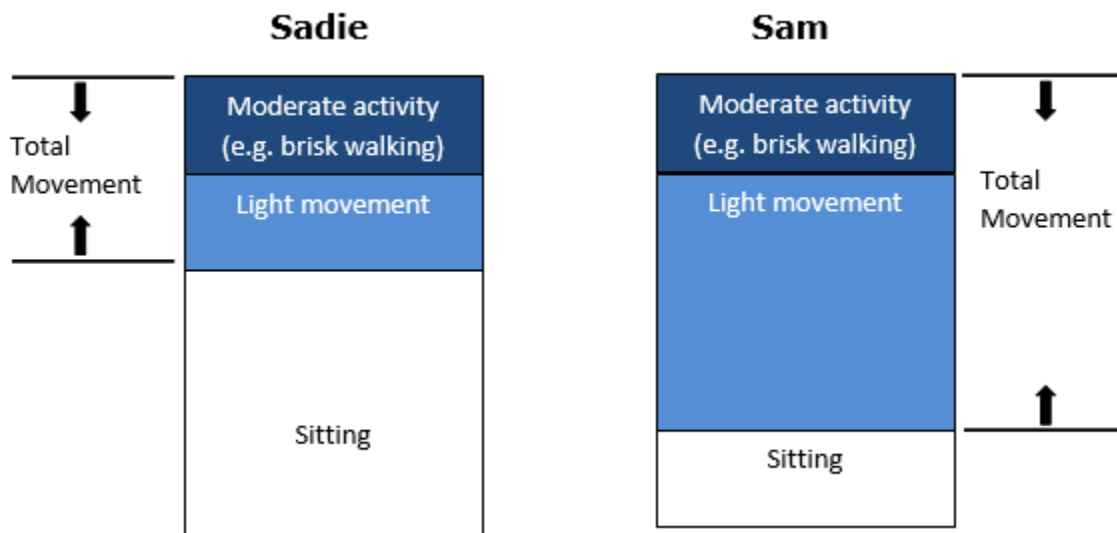 Sadie
Sam
Total
Movement
Moderate activity
(e.g. brisk walking)
Light movement
Sitting
Moderate activity
(e.g. brisk walking)
Light movement
Sitting
Total
Movement